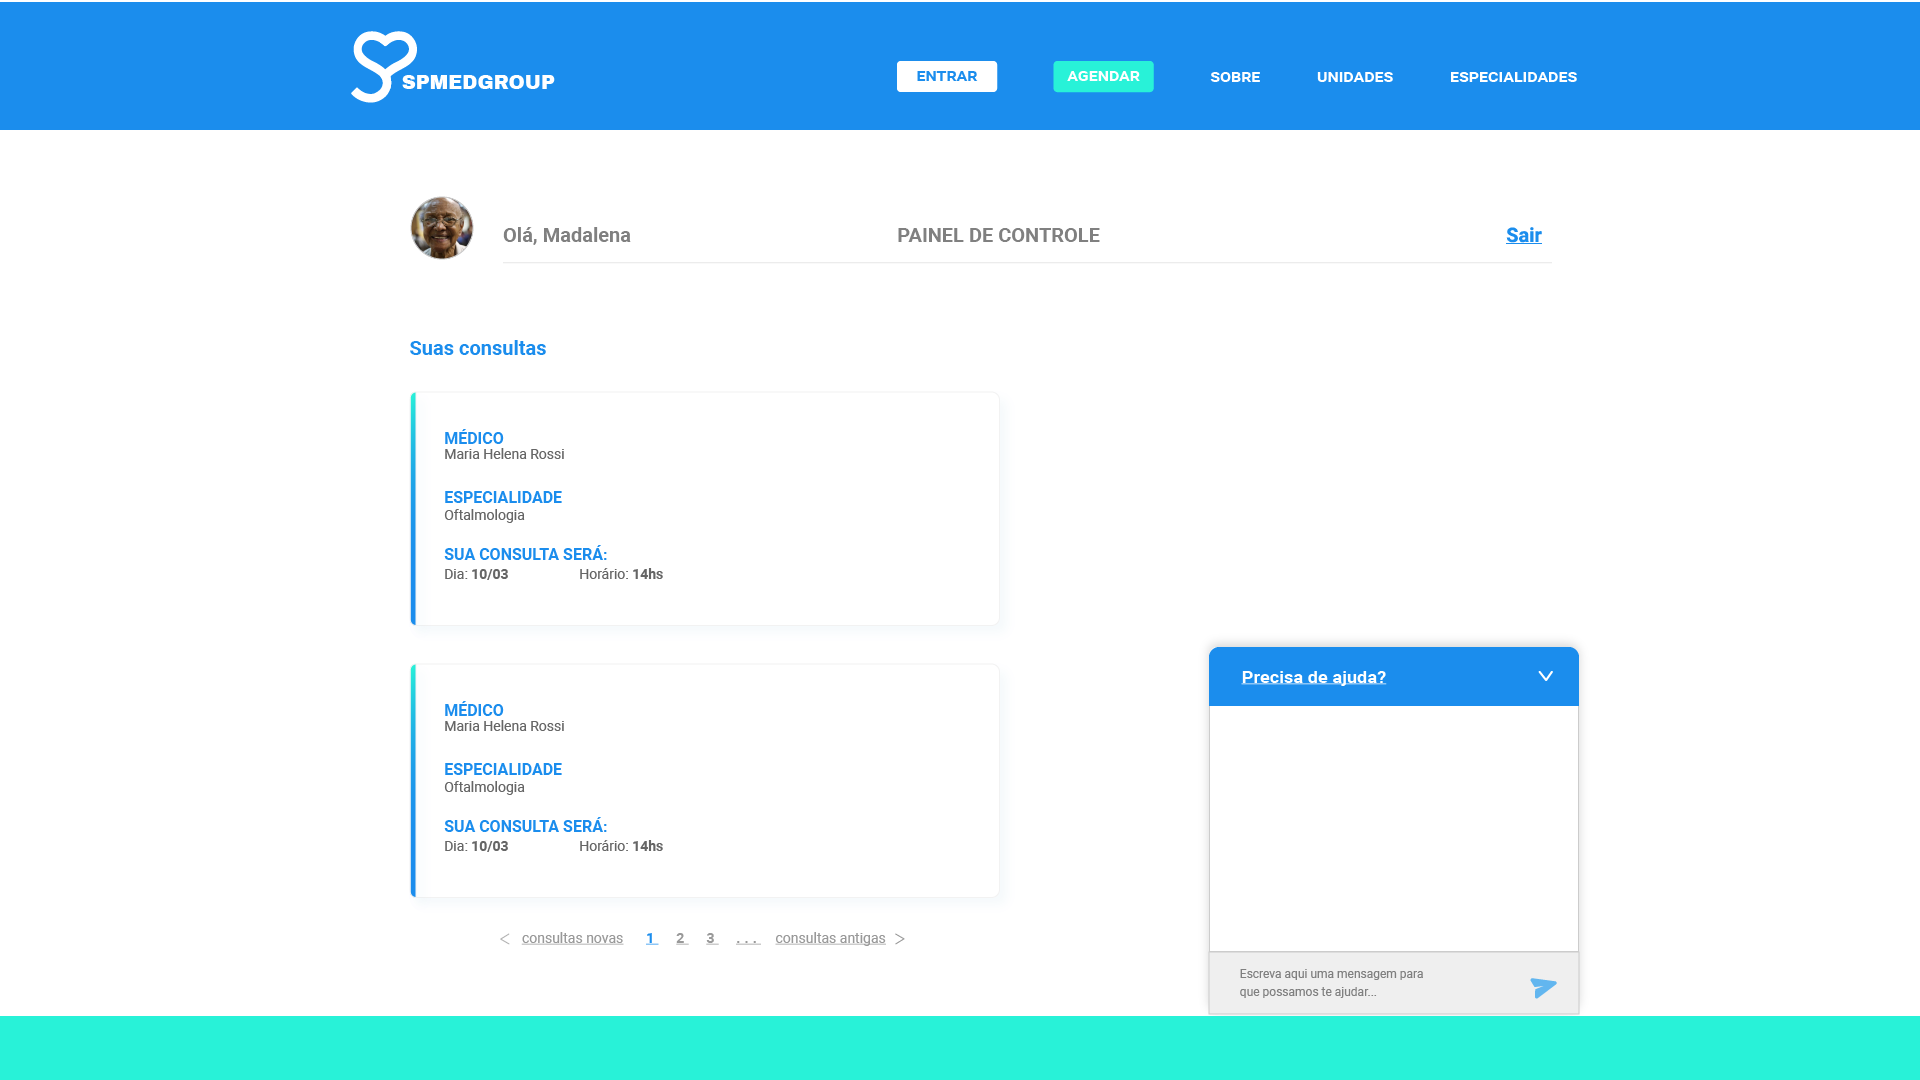 SPMEDGROUP
ENTRAR
AGENDAR
SOBRE
UNIDADES
ESPECIALIDADES
Olá, Madalena
PAINEL DE CONTROLE
Sair
Suas consultas
MÉDICO
Maria Helena Rossi
ESPECIALIDADE
Oftalmologia
SUA CONSULTA SERÁ:
Dia: 10/03 Horário: 14hs
MÉDICO
Maria Helena Rossi
ESPECIALIDADE
Oftalmologia
SUA CONSULTA SERÁ:
Dia: 10/03 Horário: 14hs
< consultas novas 1 2 3 ... consultas antigas >
Precisa de ajuda?
Escreva aqui uma mensagem para
que possamos te ajudar...